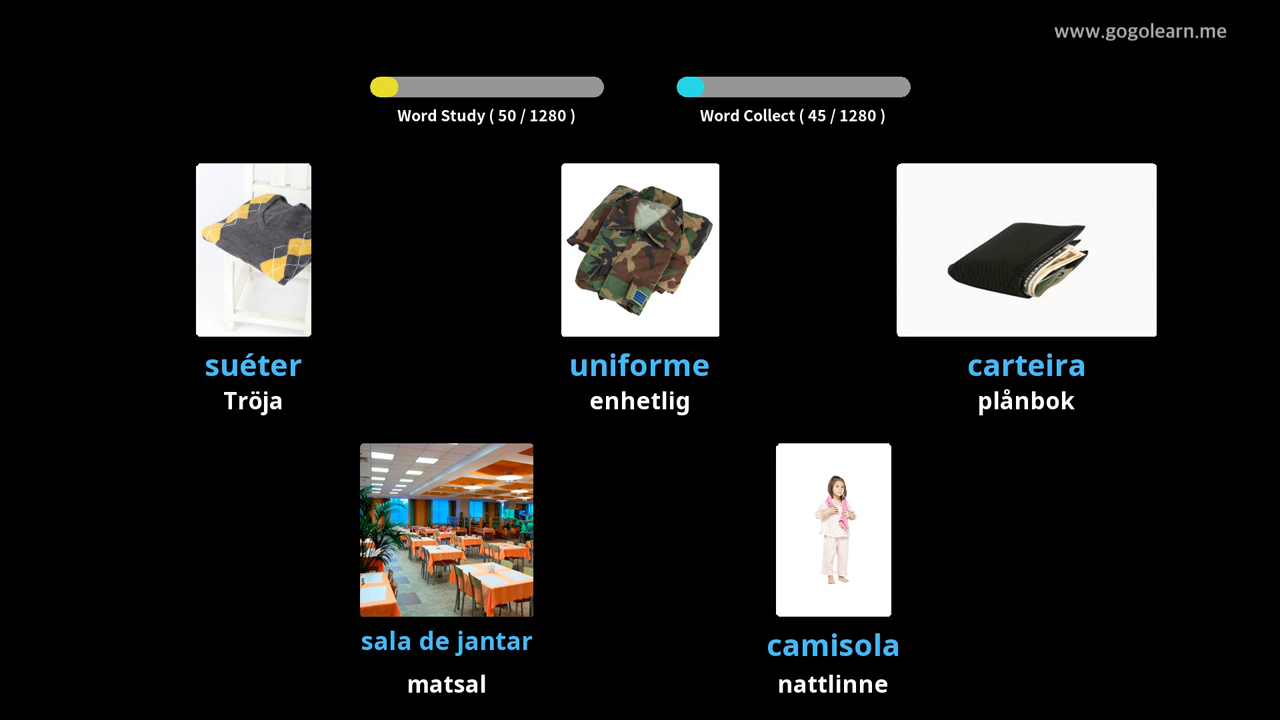 www.gogolearn.me
Word Study ( 50 / 1280 )
Word Collect ( 45 / 1280 )
suéter
Tröja
uniforme
enhetlig
carteira
plånbok
sala de jantar
matsal
camisola
nattlinne